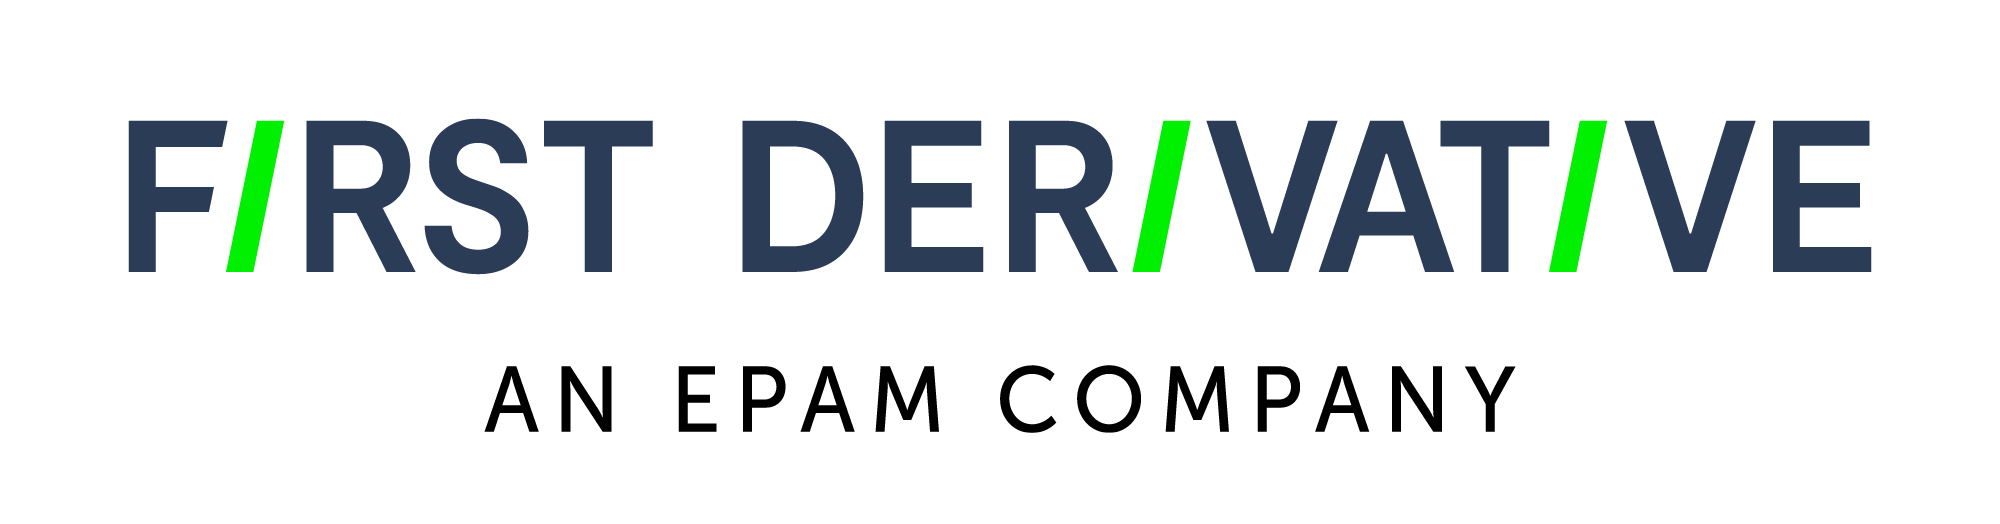 FIRST DERIVATIVE
AN EPAM COMPANY